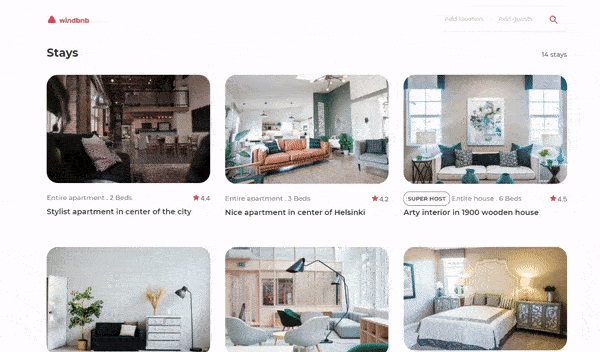 windbnb
Add location
Add guests
Stays
14 stays
Entire apartment . 2 Beds
4.4
Stylist apartment in center of the city
Entire apartment . 3 Beds
4.2
Nice apartment in center of Helsinki
SUPER HOST
Entire house . 6 Beds
4.5
Arty interior in 1900 wooden house